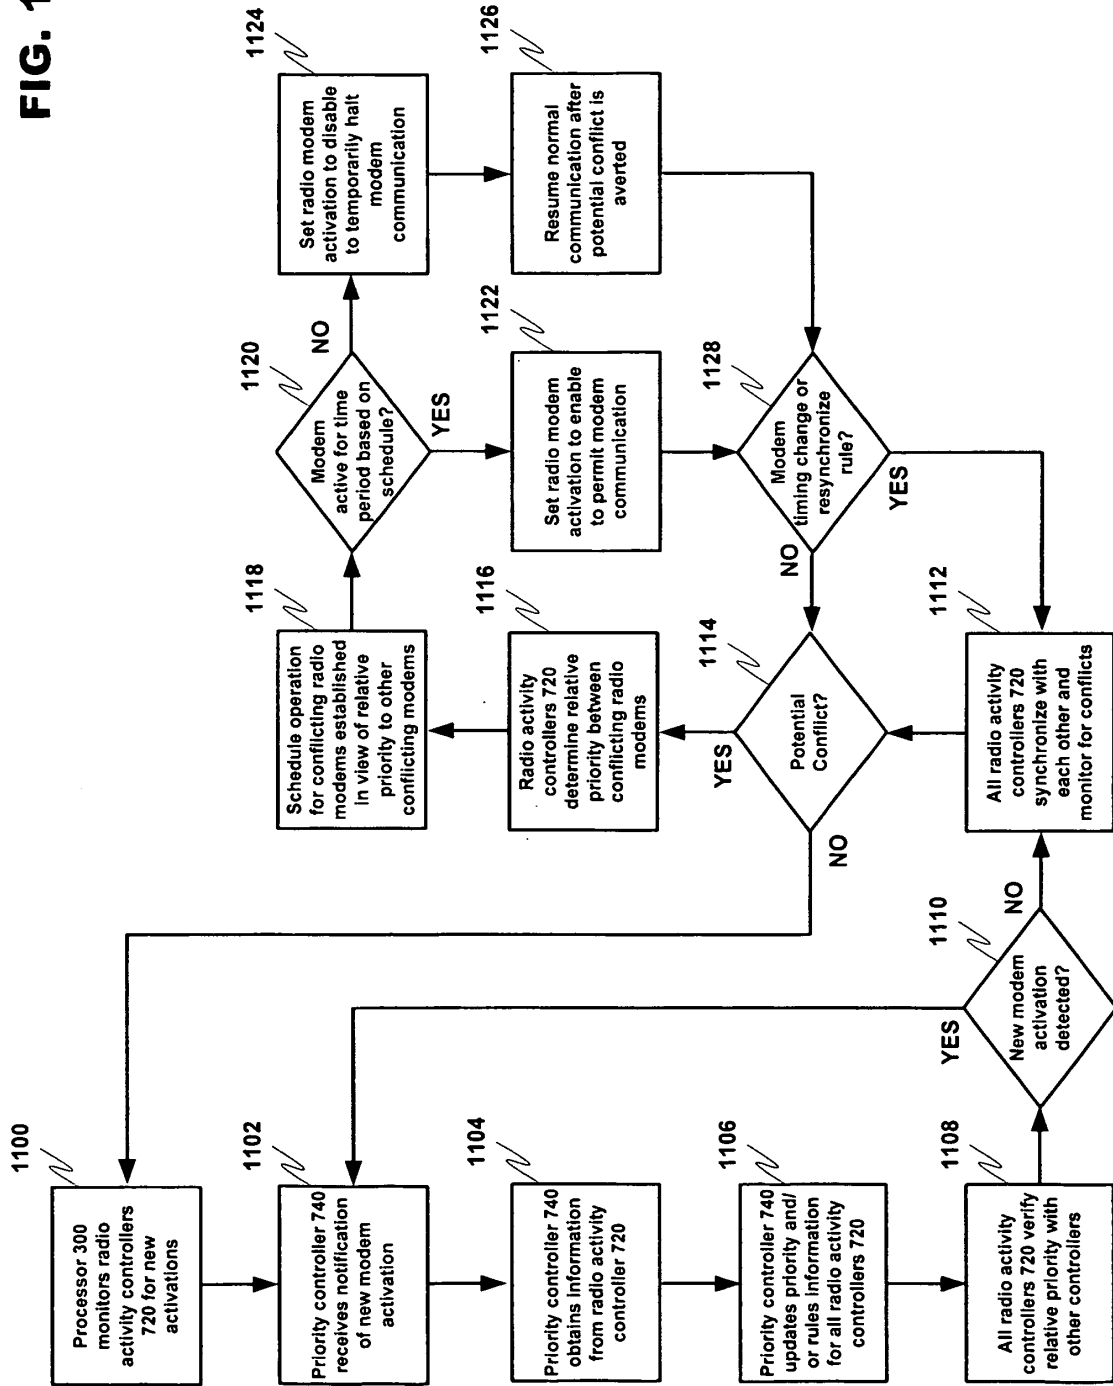 FIG. 1
1100
Processor 300
monitors radio
activity controllers
720 for new
activations
1102
Priority controller 740
receives notification
of new modem
activation
1104
Priority controller 740
obtains information
from radio activity
controller 720
1106
Priority controller 740
updates priority and/
or rules information
for all radio activity
controllers 720
1108
All radio activity
controllers 720 verify
relative priority with
other controllers
1110
New modem
activation
detected?
YES
NO
1112
All radio activity
controllers 720
synchronize with
each other and
monitor for conflicts
1114
Potential
Conflict?
NO
YES
1116
Radio activity
controllers 720
determine relative
priority between
conflicting radio
modems
1118
Schedule operation
for conflicting radio
modems established
in view of relative
priority to other
conflicting modems
1120
Modem
active for time
period based on
schedule?
YES
NO
1122
Set radio modem
activation to enable
to permit modem
communication
1124
Set radio modem
activation to disable
to temporarily halt
modem
communication
1126
Resume normal
communication after
potential conflict is
averted
1128
Modem
timing change or
resynchronize
rule?
NO
YES